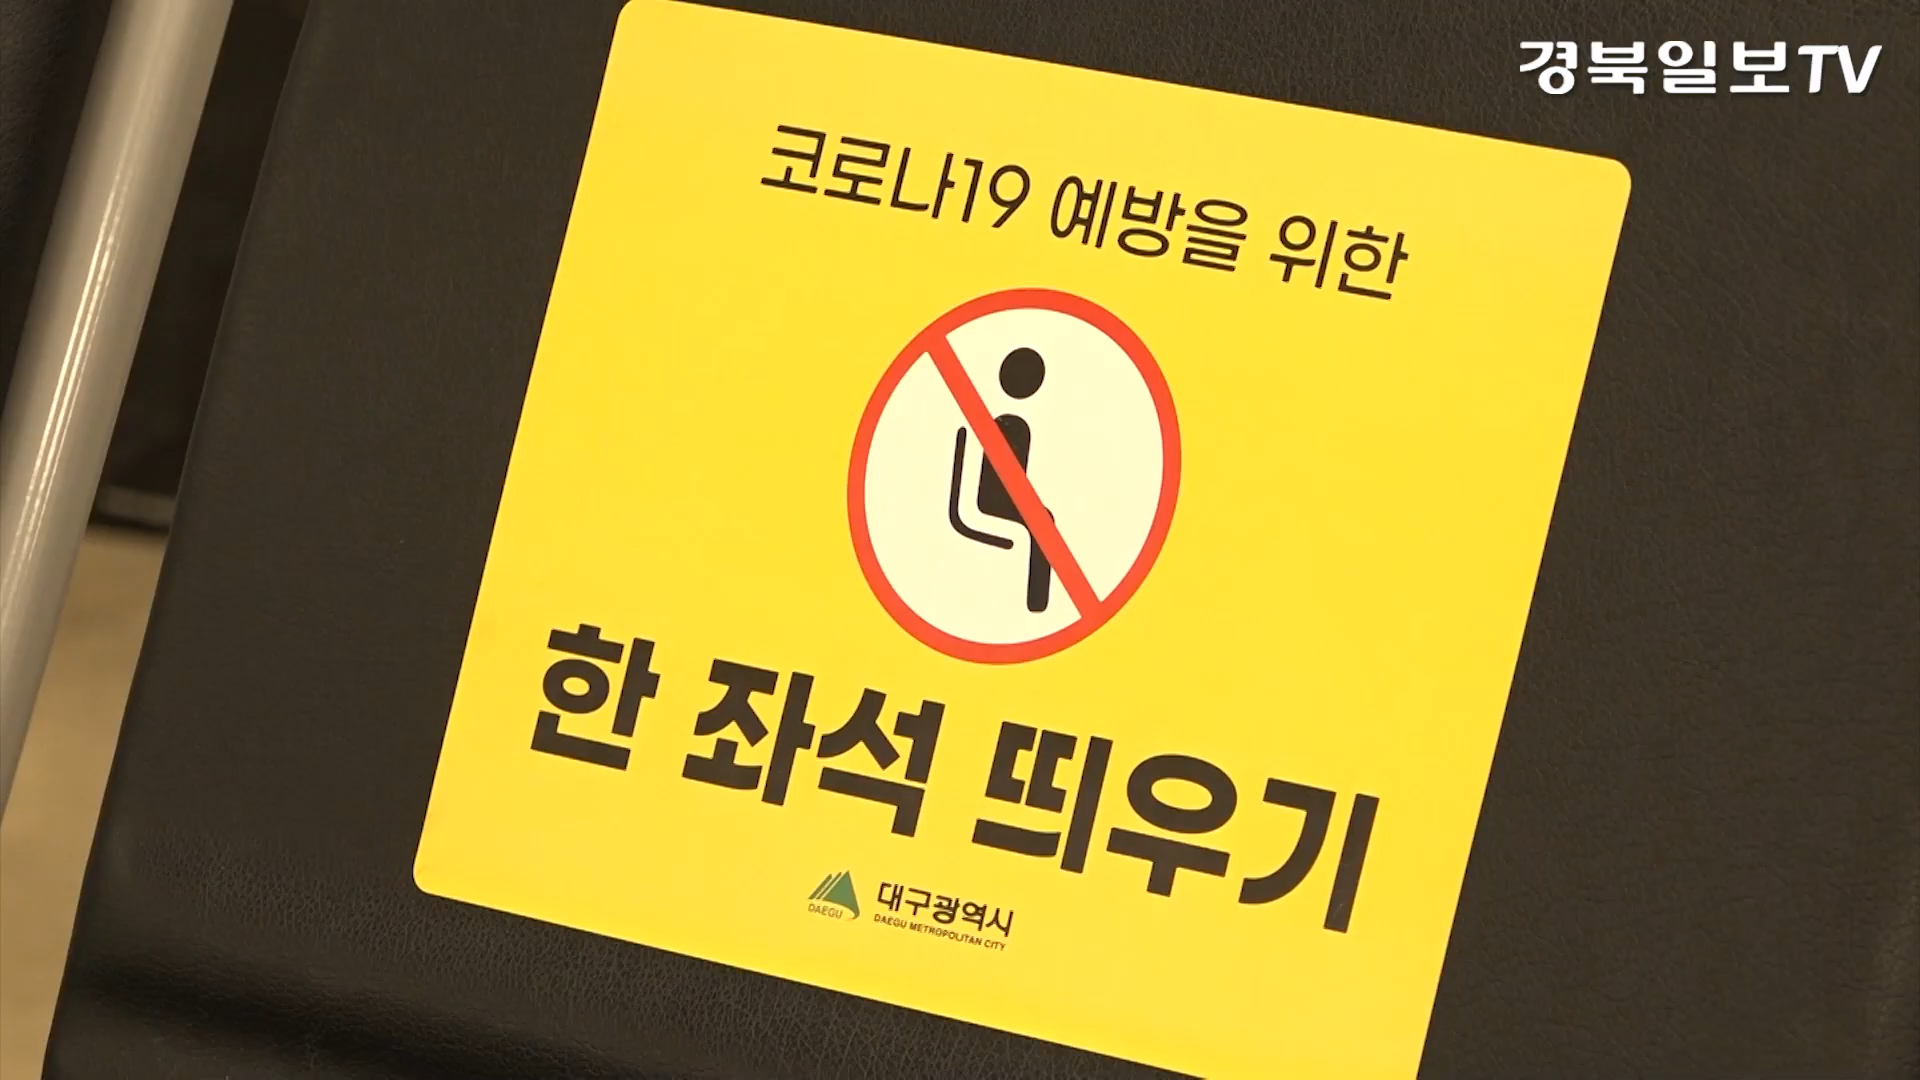 경북일보TV
코로나19 예방을 위한
한 좌석 띄우기
DAEGU
대구광역시
DAEGU METROPOLITAN CITY